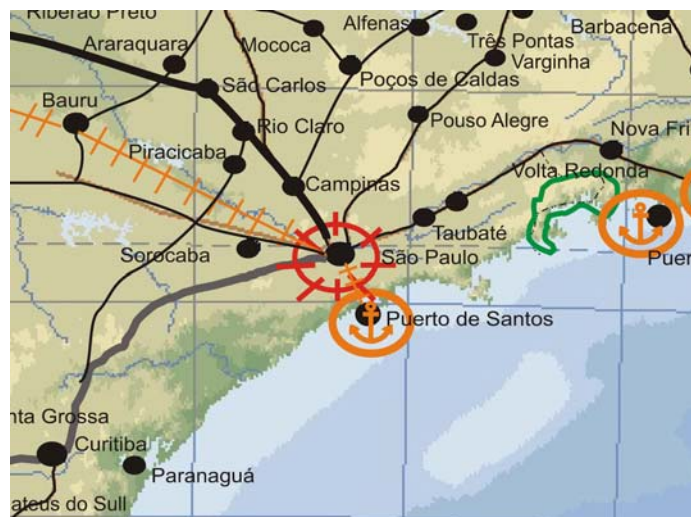 Ribeirão Preto
Alfenas
Barbacena
Araraquara
Mococa
Três Pontas
Varginha
São Carlos
Poços de Caldas
Bauru
Rio Claro
Pouso Alegre
Nova Fri
Piracicaba
Volta Redonda
Campinas
Taubaté
Sorocaba
São Paulo
Puer
Puerto de Santos
nta Grossa
Curitiba
Paranaguá
ateus do Sull